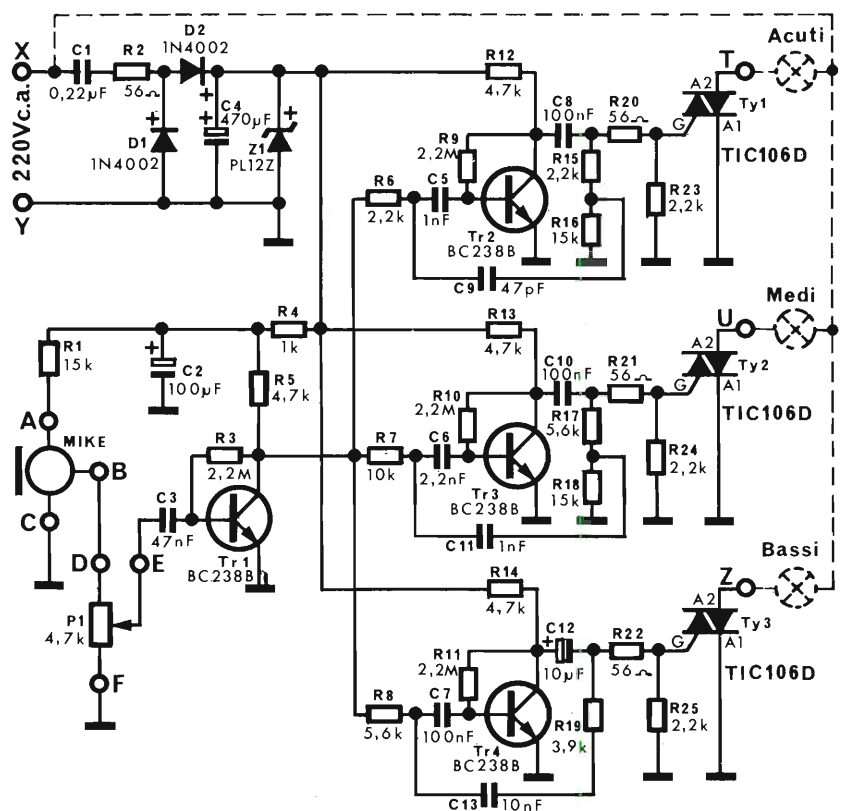 X
220Vc.a.
Y
C1
0,22µF
R2
56Ω
D2
1N4002
D1
1N4002
C4
470µF
Z1
PL12Z
R12
4,7k
R9
2,2M
C8
100nF
R20
56Ω
R15
2,2k
R16
15k
R6
2,2k
C5
1nF
Tr2
BC238B
C9
47pF
R23
2,2k
G
A2
A1
T
Ty1
TIC106D
Acuti
R1
15k
A
MIKE
B
C
D
E
F
P1
4,7k
C2
100µF
R4
1k
R5
4,7k
R3
2,2M
C3
47nF
Tr1
BC238B
R13
4,7k
R10
2,2M
C10
100nF
R21
56Ω
R17
5,6k
R18
15k
R7
10k
C6
2,2nF
Tr3
BC238B
C11
1nF
R24
2,2k
G
A2
A1
U
Ty2
TIC106D
Medi
R14
4,7k
R11
2,2M
C12
10µF
R22
56Ω
R19
3,9k
R8
5,6k
C7
100nF
Tr4
BC238B
C13
10nF
R25
2,2k
G
A2
A1
Z
Ty3
TIC106D
Bassi